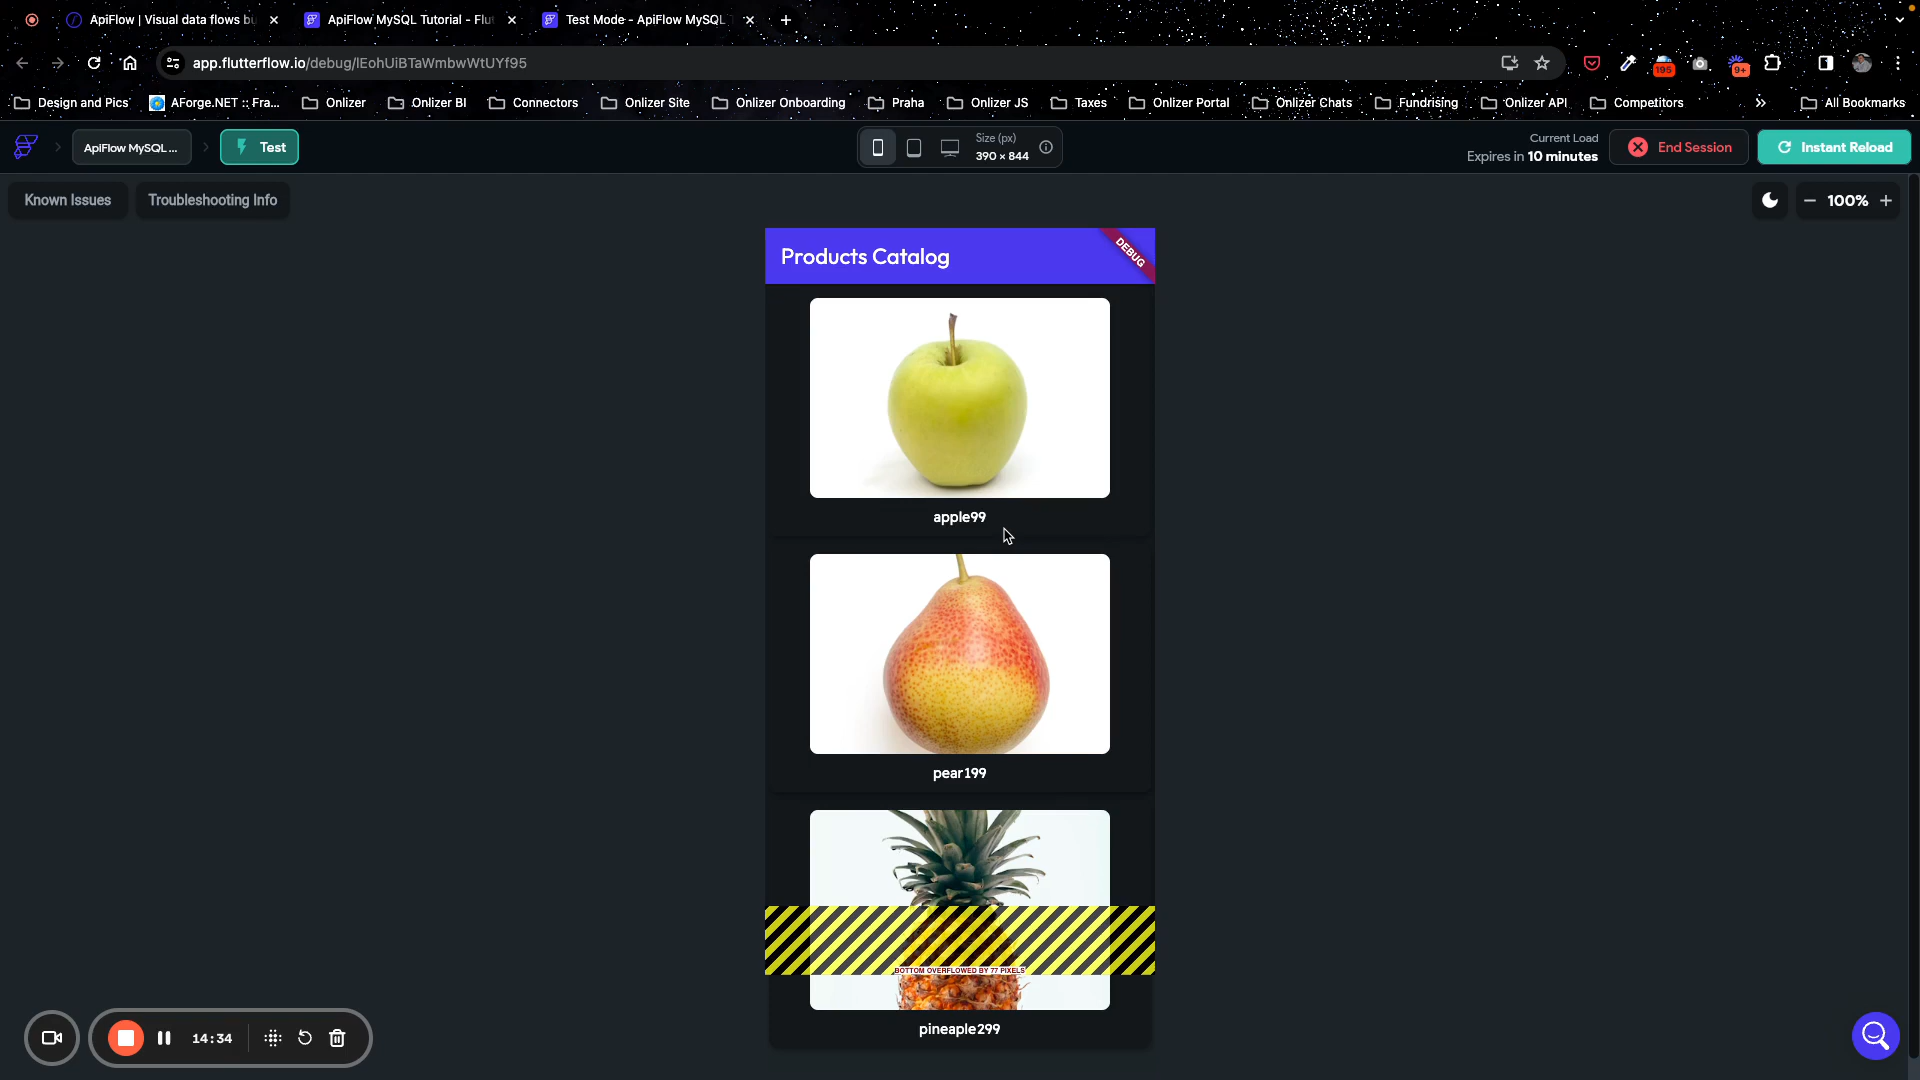 ApiFlow | Visual data flows bu
ApiFlow MySQL Tutorial - Flut
Test Mode - ApiFlow MySQL T
app.flutterflow.io/debug/IEohUiBTaWmbwWtUYf95
195
9+
Design and Pics
AForge.NET :: Fra...
Onlizer
Onlizer BI
Connectors
Onlizer Site
Onlizer Onboarding
Praha
Onlizer JS
Taxes
Onlizer Portal
Onlizer Chats
Fundrising
Onlizer API
Competitors
All Bookmarks
ApiFlow MySQL ...
Test
Size (px)
390 × 844
Current Load
Expires in 10 minutes
End Session
Instant Reload
Known Issues
Troubleshooting Info
100%
Products Catalog
DEBUG
apple99
pear199
BOTTOM OVERFLOWED BY 77 PIXELS
pineaple299
14:34